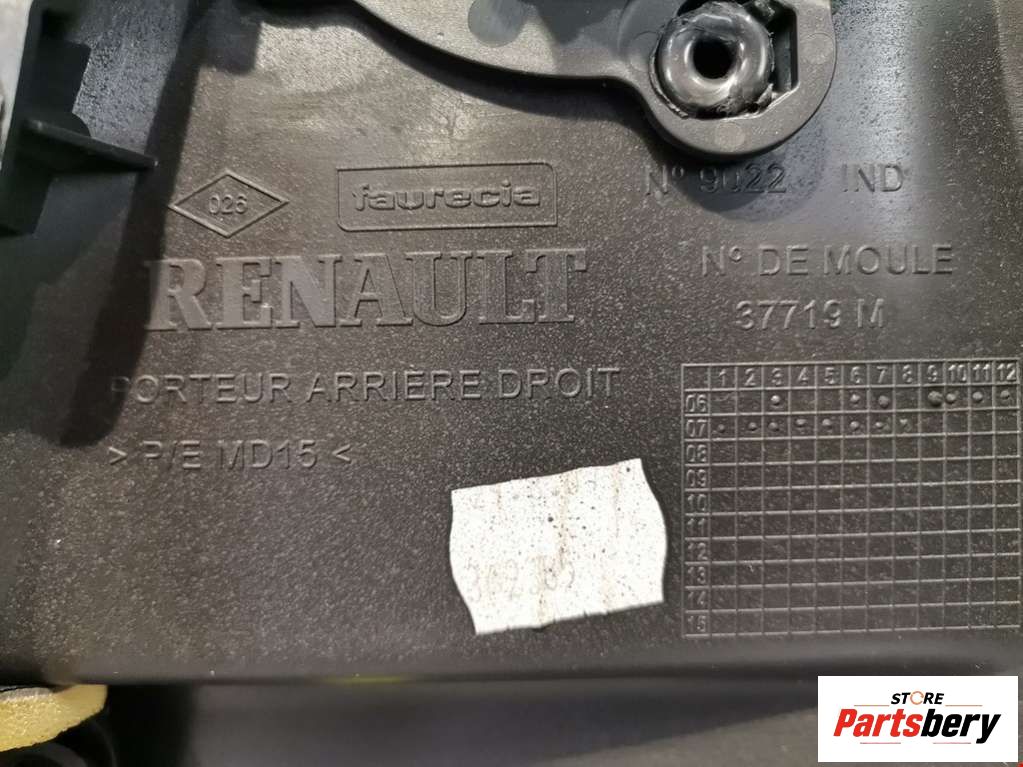 026
faurecia
N° 9022 IND
RENAULT
N° DE MOULE
37719 M
PORTEUR ARRIÈRE DROIT
> P/E MD15 <
1 2 3 4 5 6 7 8 9 10 11 12
06
07
08
09
10
11
12
13
14
15
STORE
Partsbery